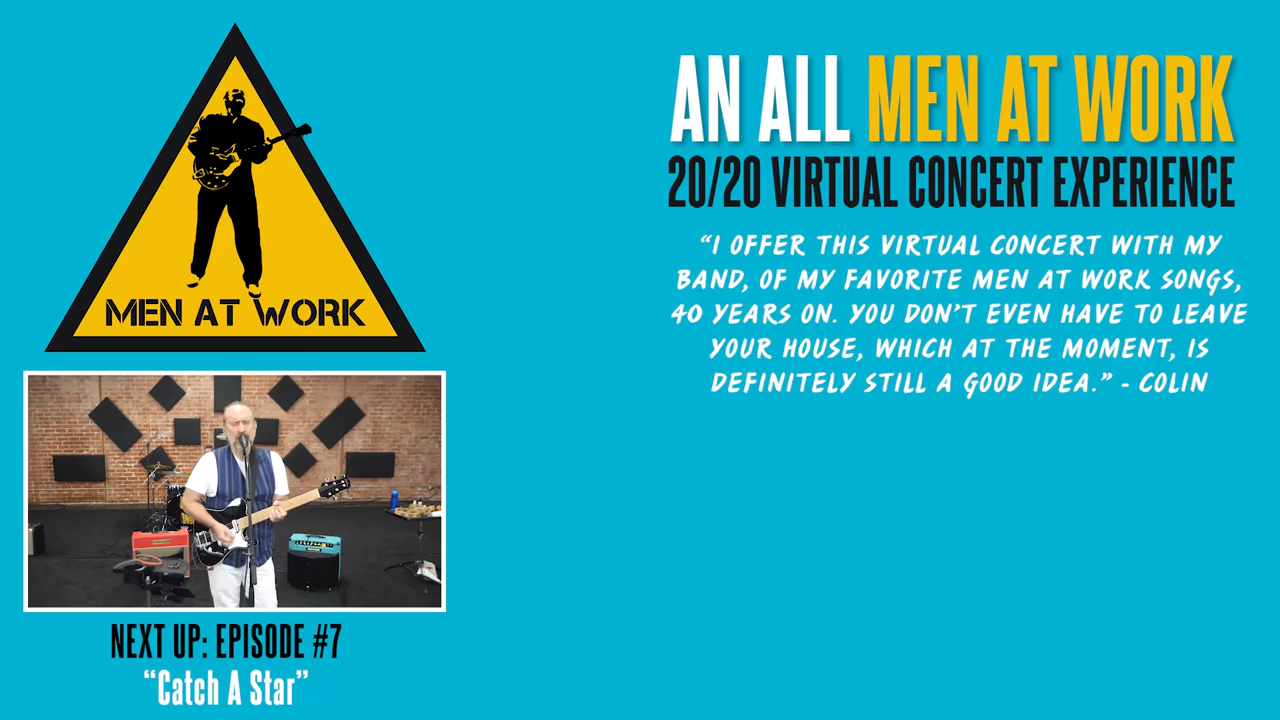 MEN AT WORK
AN ALL MEN AT WORK
20/20 VIRTUAL CONCERT EXPERIENCE
“I OFFER THIS VIRTUAL CONCERT WITH MY
BAND, OF MY FAVORITE MEN AT WORK SONGS,
40 YEARS ON. YOU DON’T EVEN HAVE TO LEAVE
YOUR HOUSE, WHICH AT THE MOMENT, IS
DEFINITELY STILL A GOOD IDEA.” - COLIN
NEXT UP: EPISODE #7
“Catch A Star”